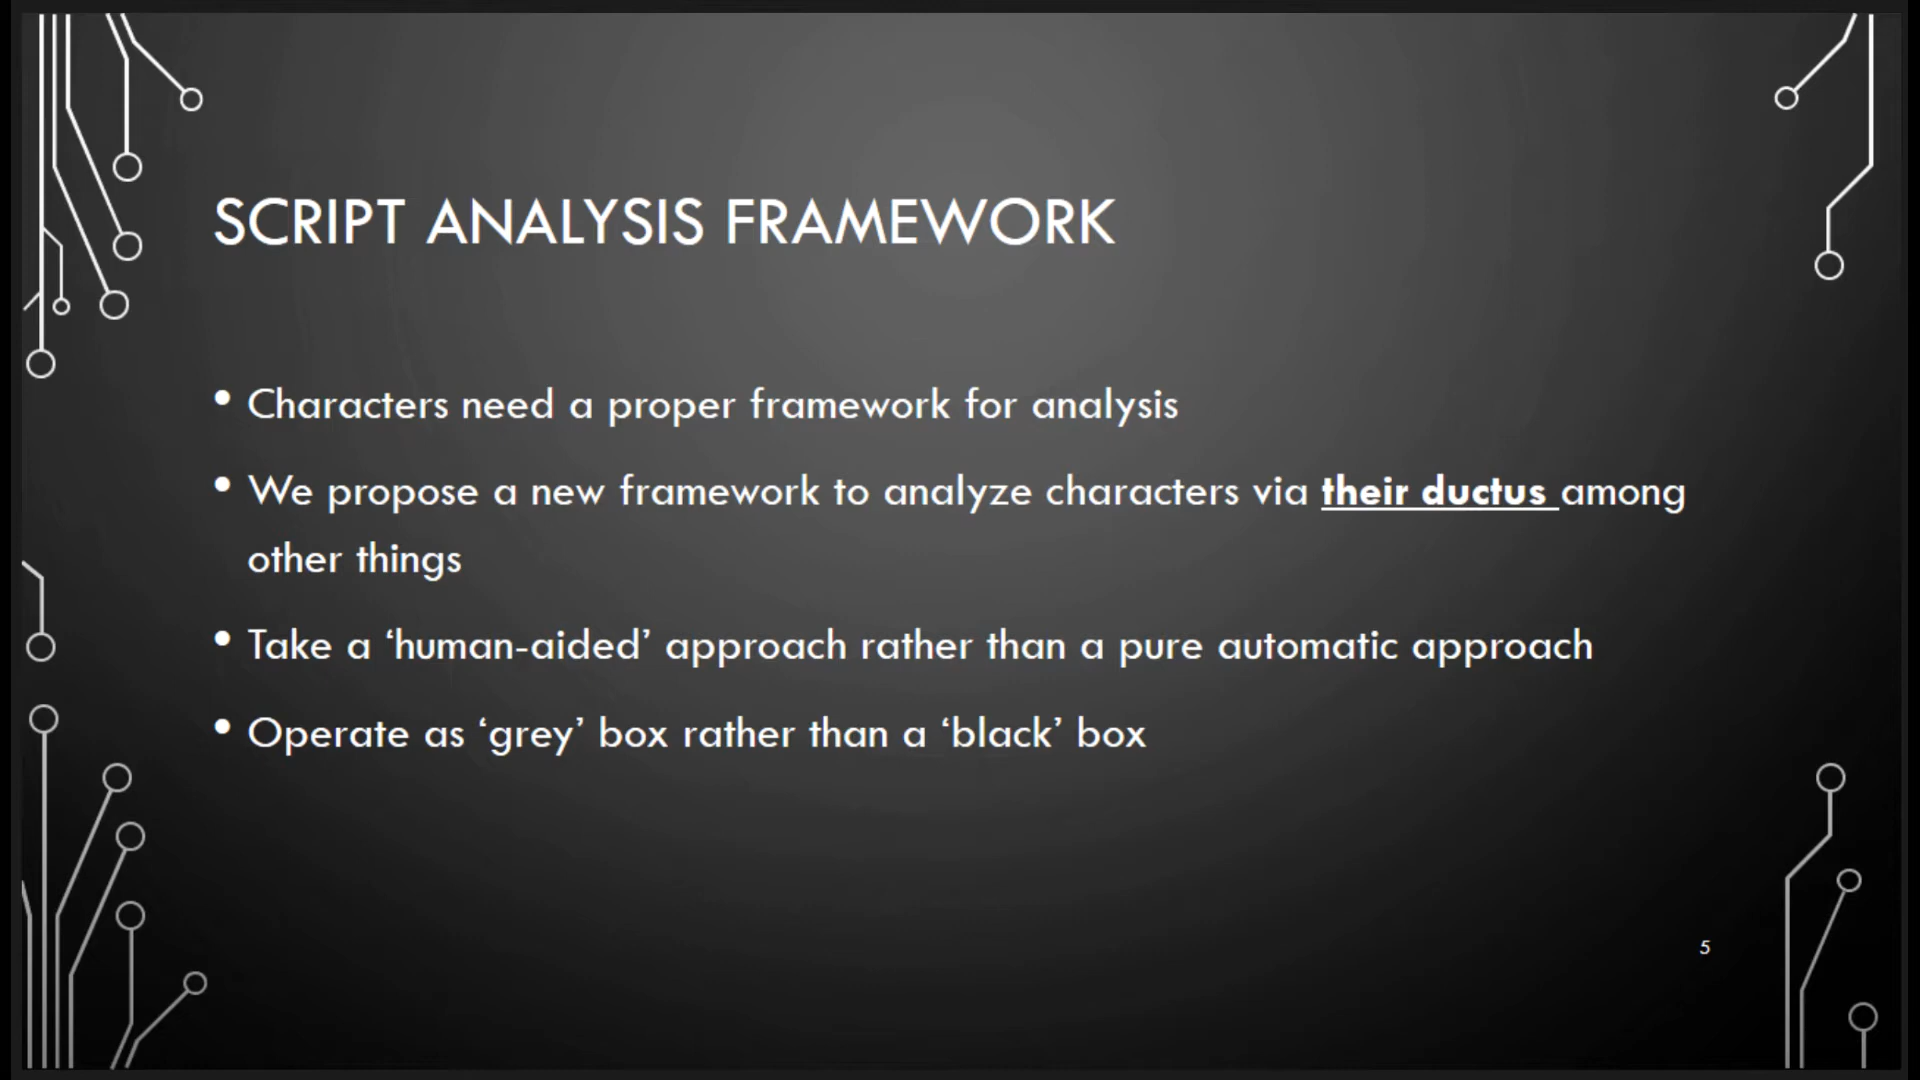 SCRIPT ANALYSIS FRAMEWORK
• Characters need a proper framework for analysis
• We propose a new framework to analyze characters via their ductus among
other things
• Take a ‘human-aided’ approach rather than a pure automatic approach
• Operate as ‘grey’ box rather than a ‘black’ box
5